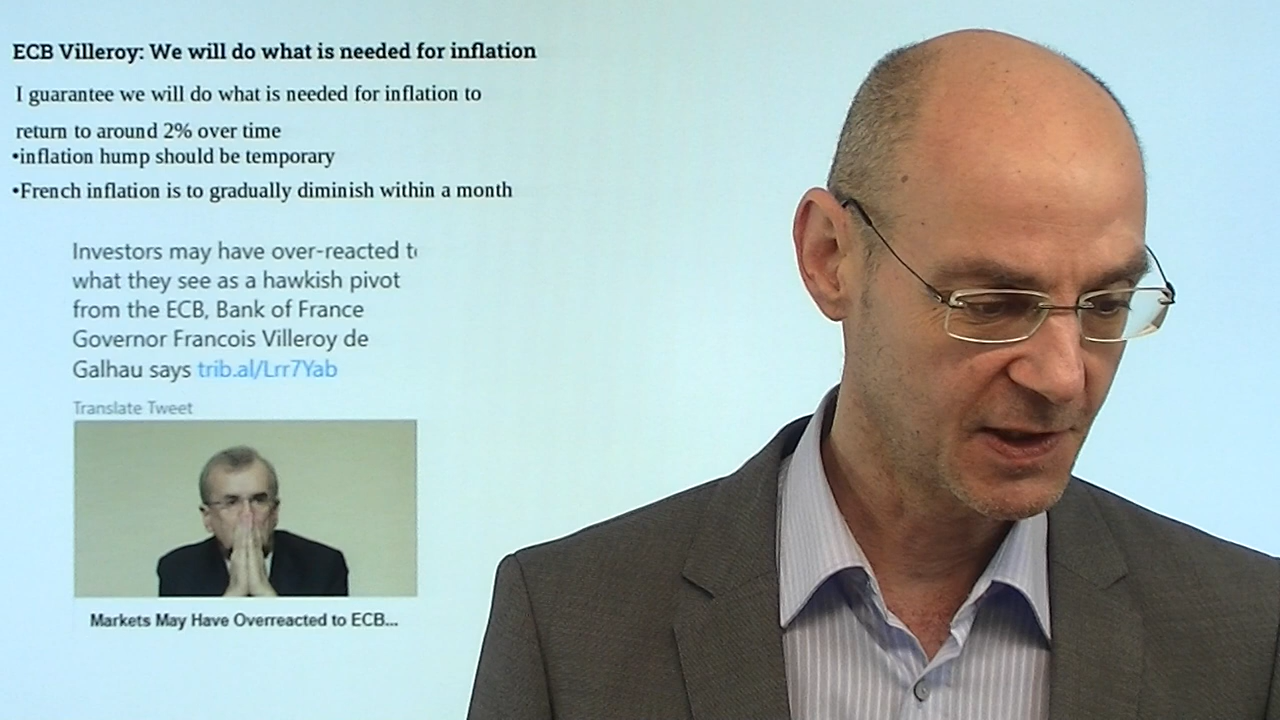 ECB Villeroy: We will do what is needed for inflation
I guarantee we will do what is needed for inflation to
return to around 2% over time
•inflation hump should be temporary
•French inflation is to gradually diminish within a month
Investors may have over-reacted t
what they see as a hawkish pivot
from the ECB, Bank of France
Governor Francois Villeroy de
Galhau says trib.al/Lrr7Yab
Translate Tweet
Markets May Have Overreacted to ECB...